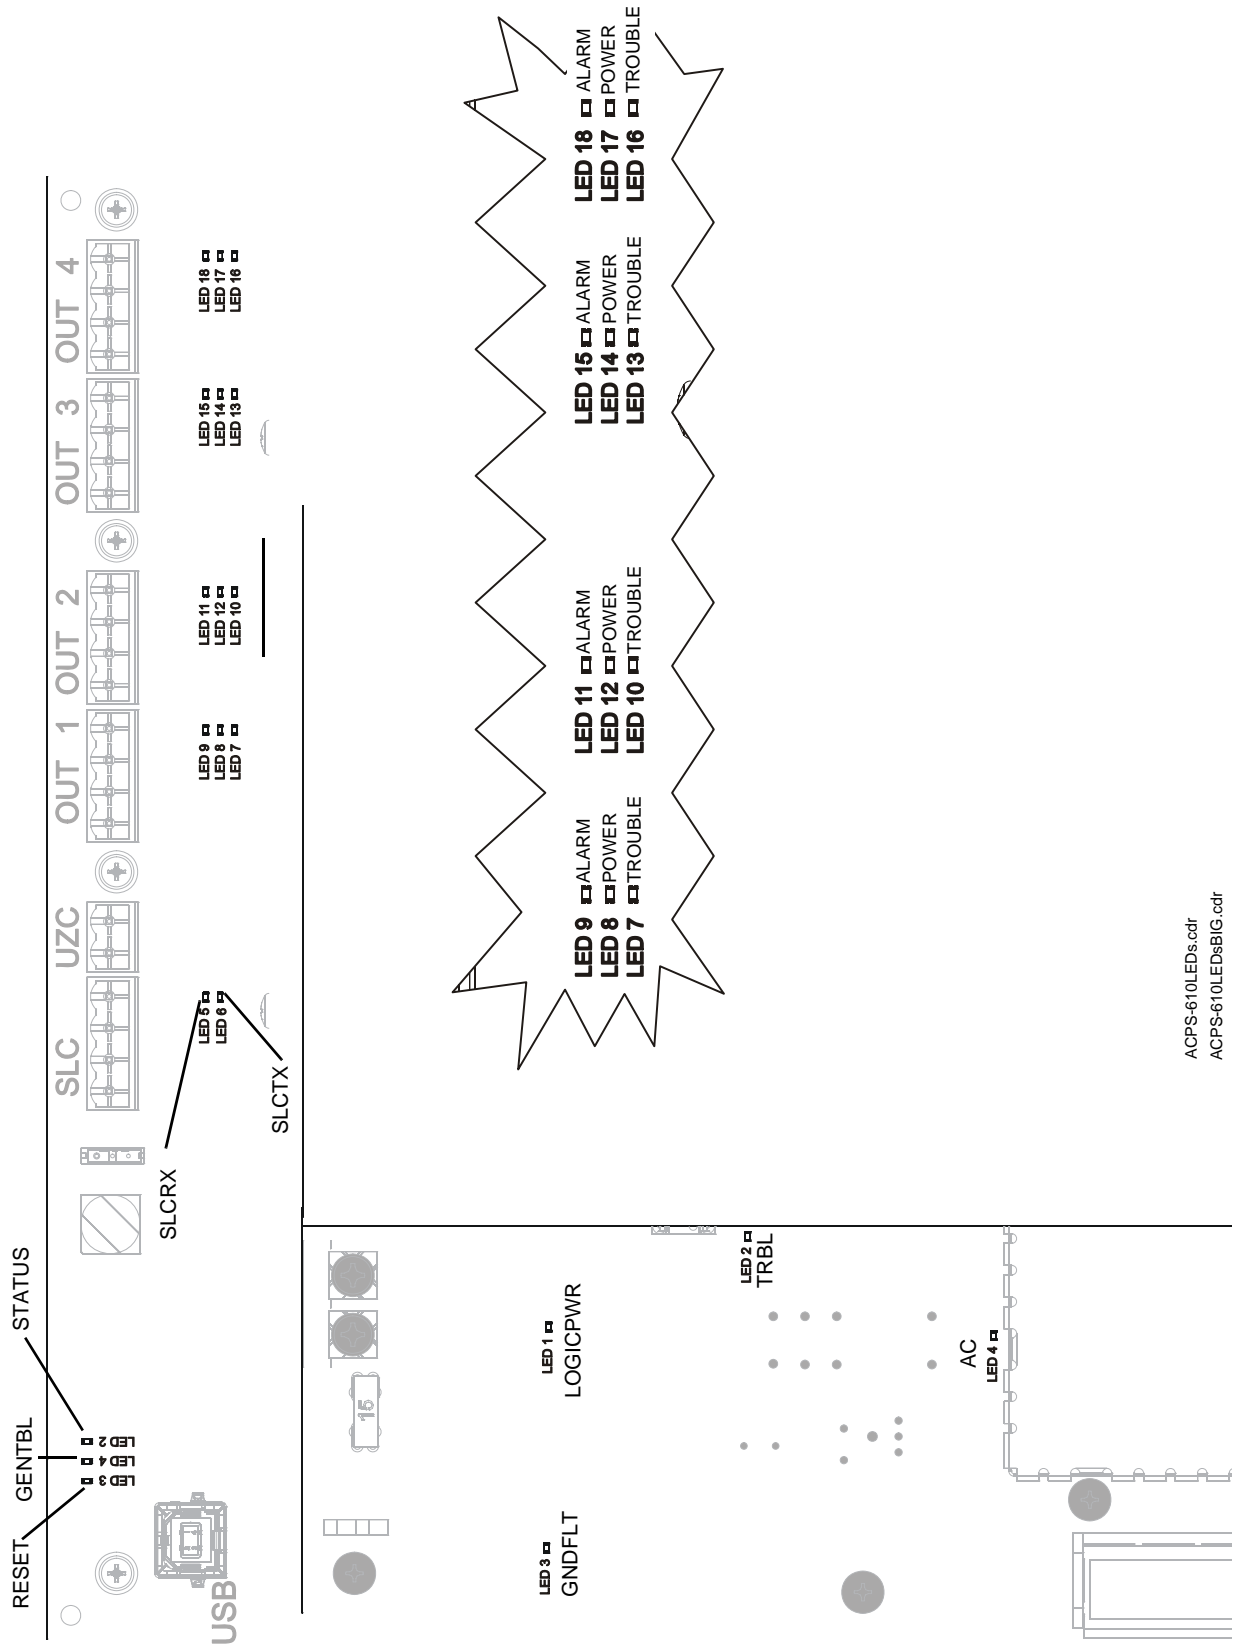 RESET
GENTBL
STATUS
LED 3
LED 4
LED 2
USB
SLC
UZC
OUT 1
OUT 2
OUT 3
OUT 4
SLCRX
SLCTX
LED 5
LED 6
LED 9
LED 8
LED 7
LED 11
LED 12
LED 10
LED 15
LED 14
LED 13
LED 18
LED 17
LED 16
15
LED 9 ALARM
LED 8 POWER
LED 7 TROUBLE
LED 11 ALARM
LED 12 POWER
LED 10 TROUBLE
LED 15 ALARM
LED 14 POWER
LED 13 TROUBLE
LED 18 ALARM
LED 17 POWER
LED 16 TROUBLE
LED 3
GNDFLT
LED 1
LOGICPWR
LED 2
TRBL
AC
LED 4
ACPS-610LEDs.cdr
ACPS-610LEDsBIG.cdr